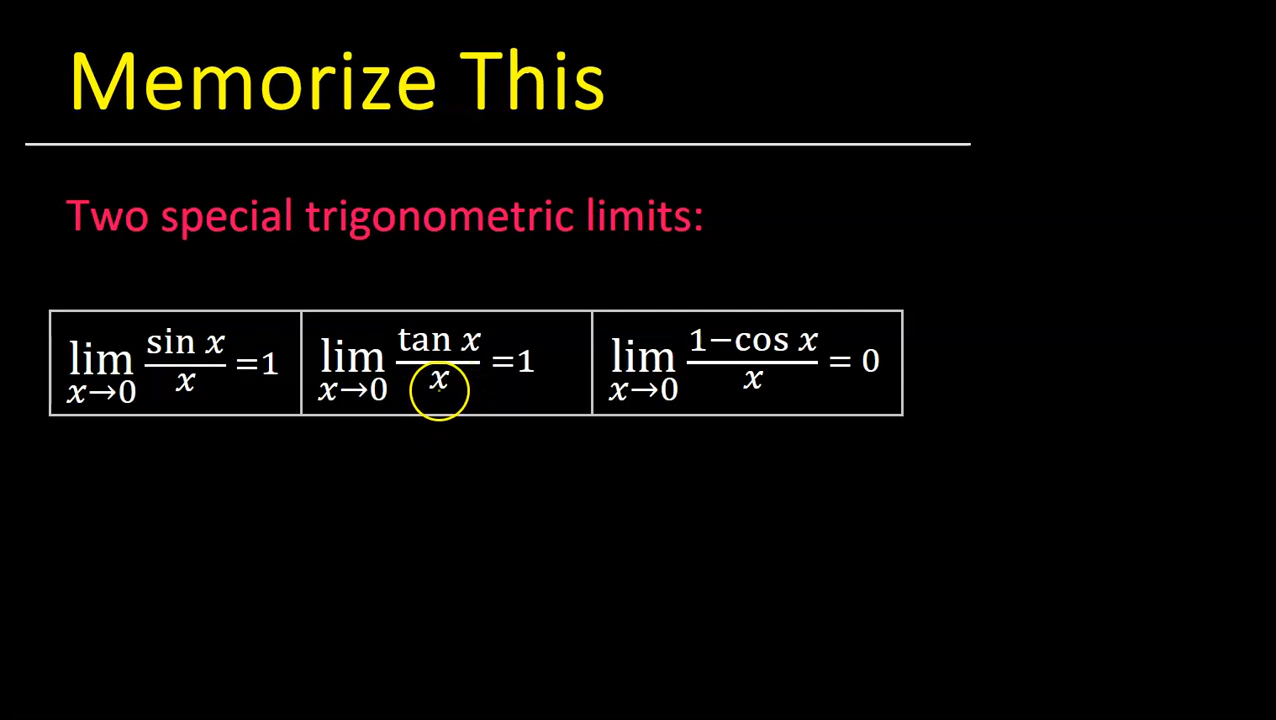 Memorize This
Two special trigonometric limits:
lim x→0 sin x / x =1
lim x→0 tan x / x =1
lim x→0 1−cos x / x = 0